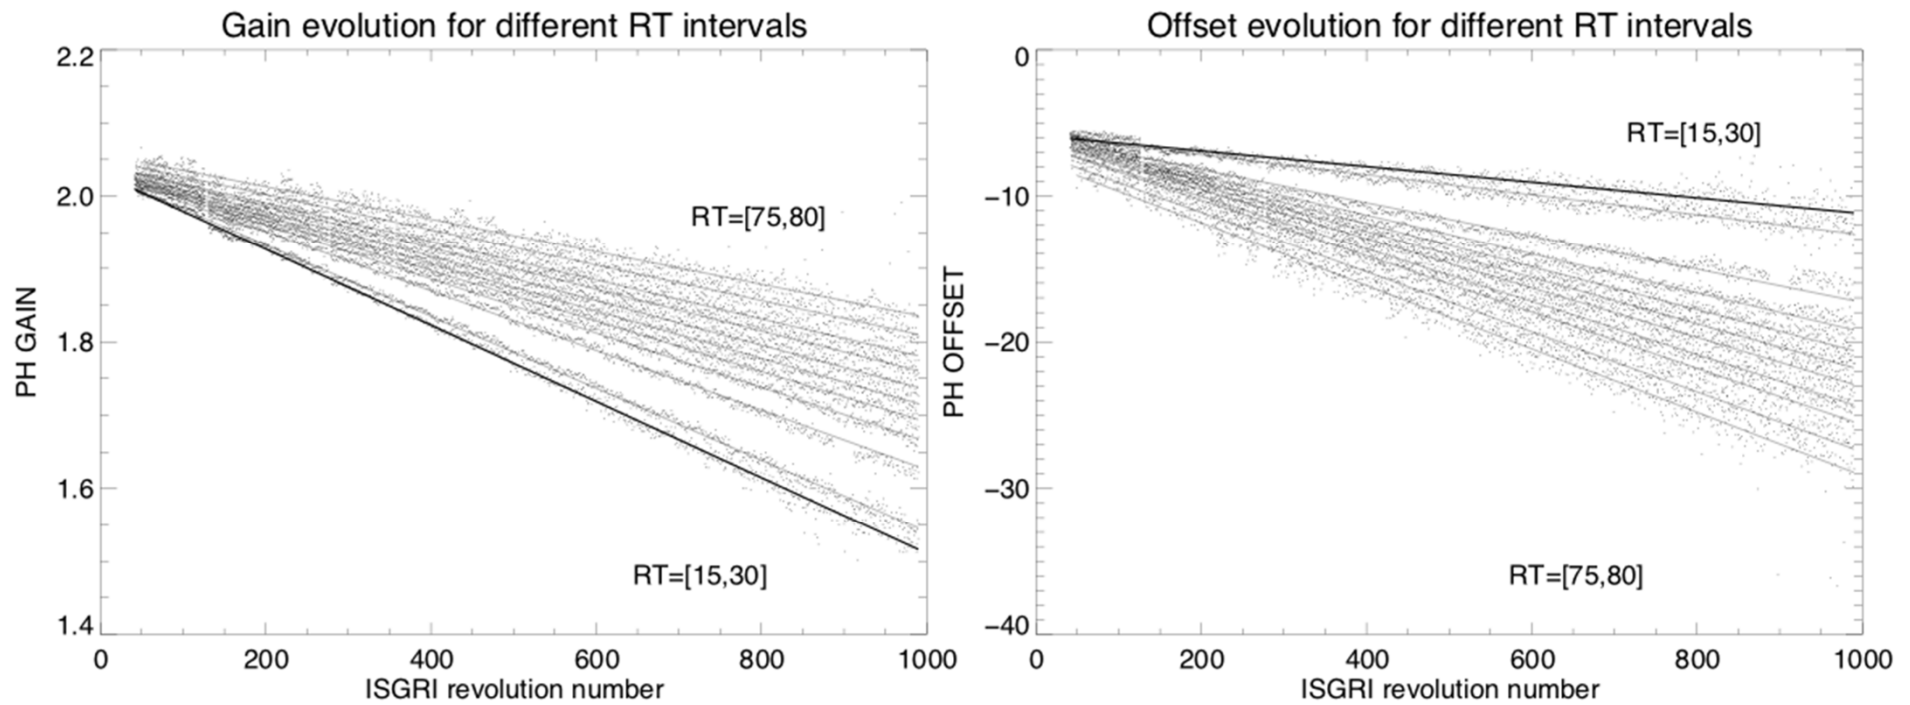 Gain evolution for different RT intervals
2.2
2.0
1.8
1.6
1.4
PH GAIN
RT=[75,80]
RT=[15,30]
0 200 400 600 800 1000
ISGRI revolution number
Offset evolution for different RT intervals
0
−10
−20
−30
−40
PH OFFSET
RT=[15,30]
RT=[75,80]
0 200 400 600 800 1000
ISGRI revolution number